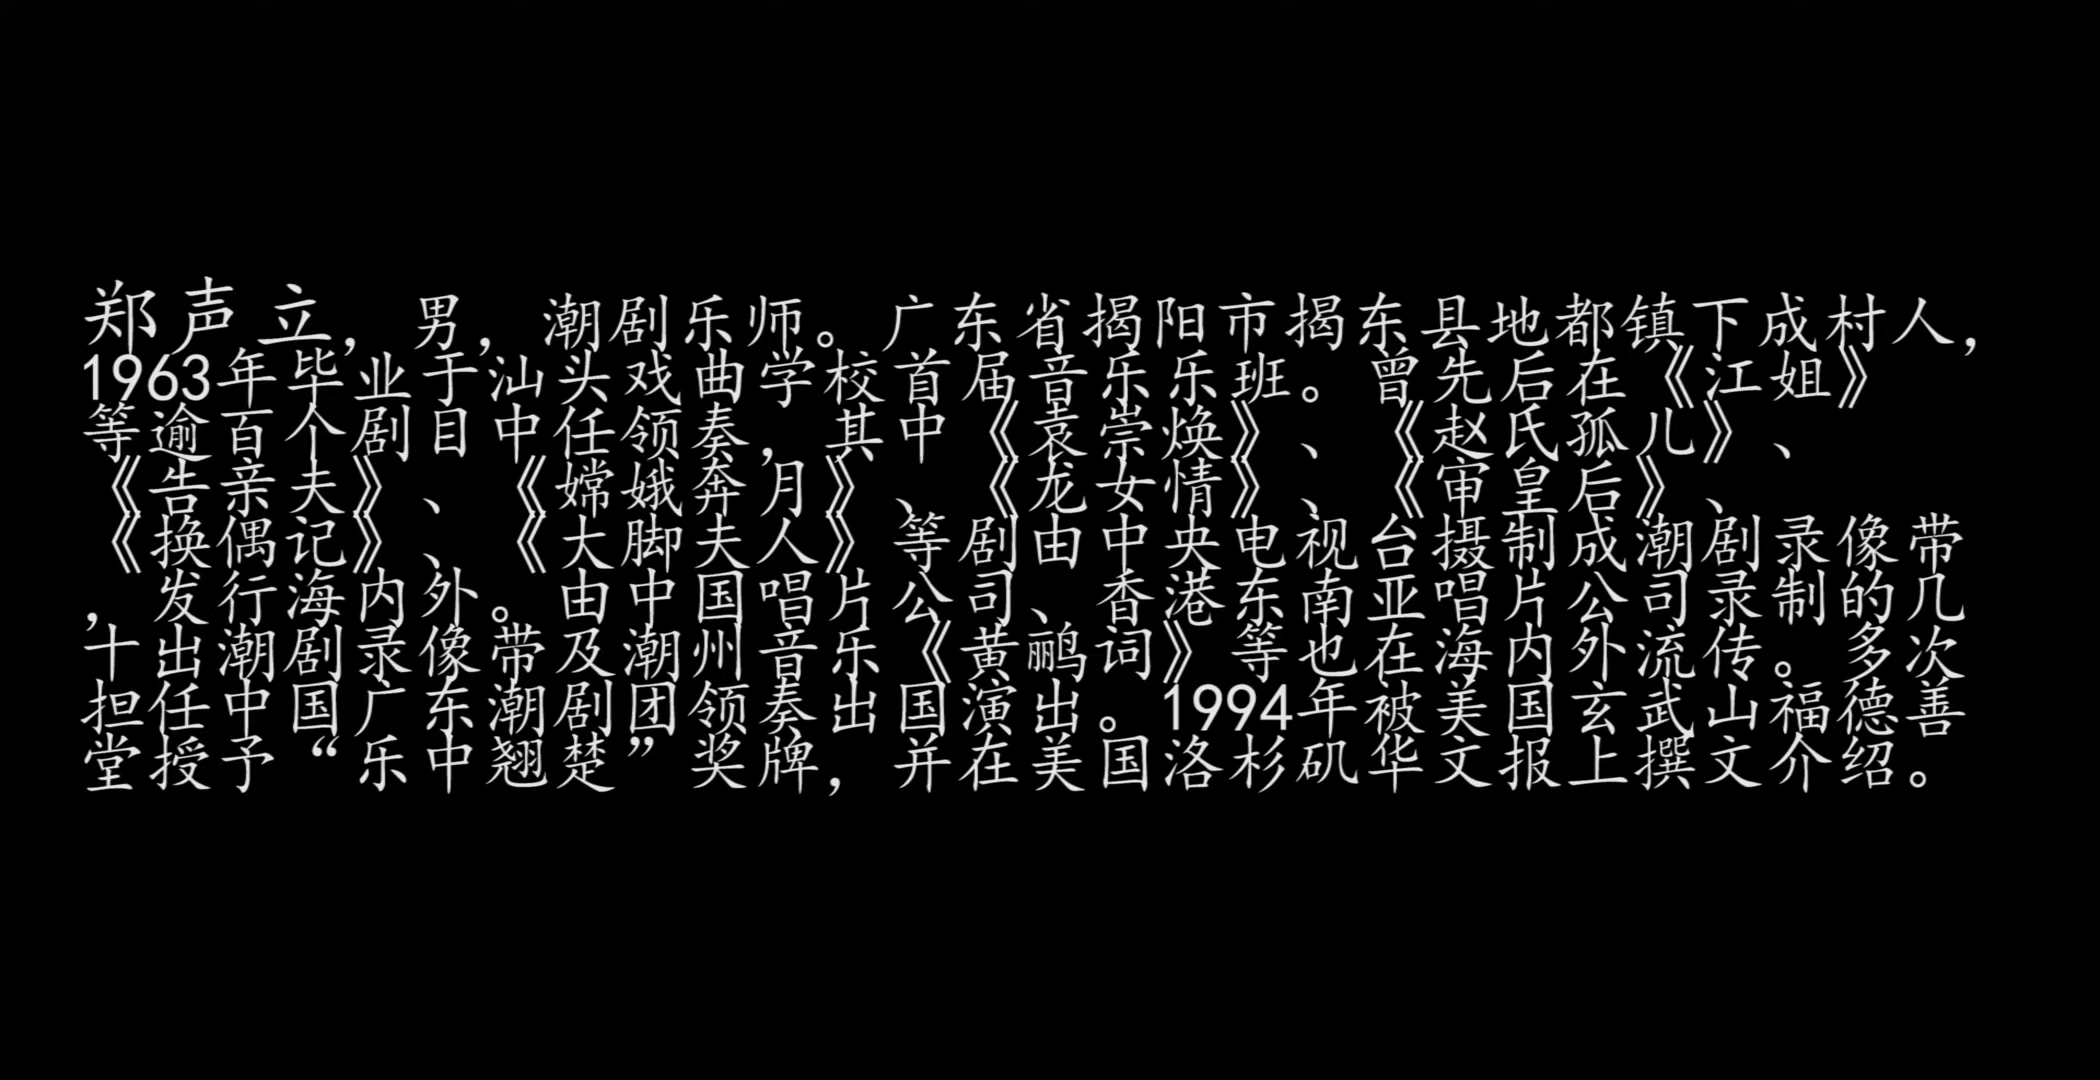 郑声立，男，潮剧乐师。广东省揭阳市揭东县地都镇下成村人，
1963年毕业于汕头戏曲学校首届音乐乐班。曾先后在《江姐》
等逾百个剧目中任领奏，其中《袁崇焕》、《赵氏孤儿》、
《告亲夫》、《嫦娥奔月》、《龙女情》、《审皇后》、
《换偶记》、《大脚夫人》等剧由中央电视台摄制成潮剧录像带
，发行海内外。由中国唱片公司、香港东南亚唱片公司录制的几
十出潮剧录像带及潮州音乐《黄鹂词》等也在海内外流传。多次
担任中国广东潮剧团领奏出国演出。1994年被美国玄武山福德善
堂授予“乐中翘楚”奖牌，并在美国洛杉矶华文报上撰文介绍。